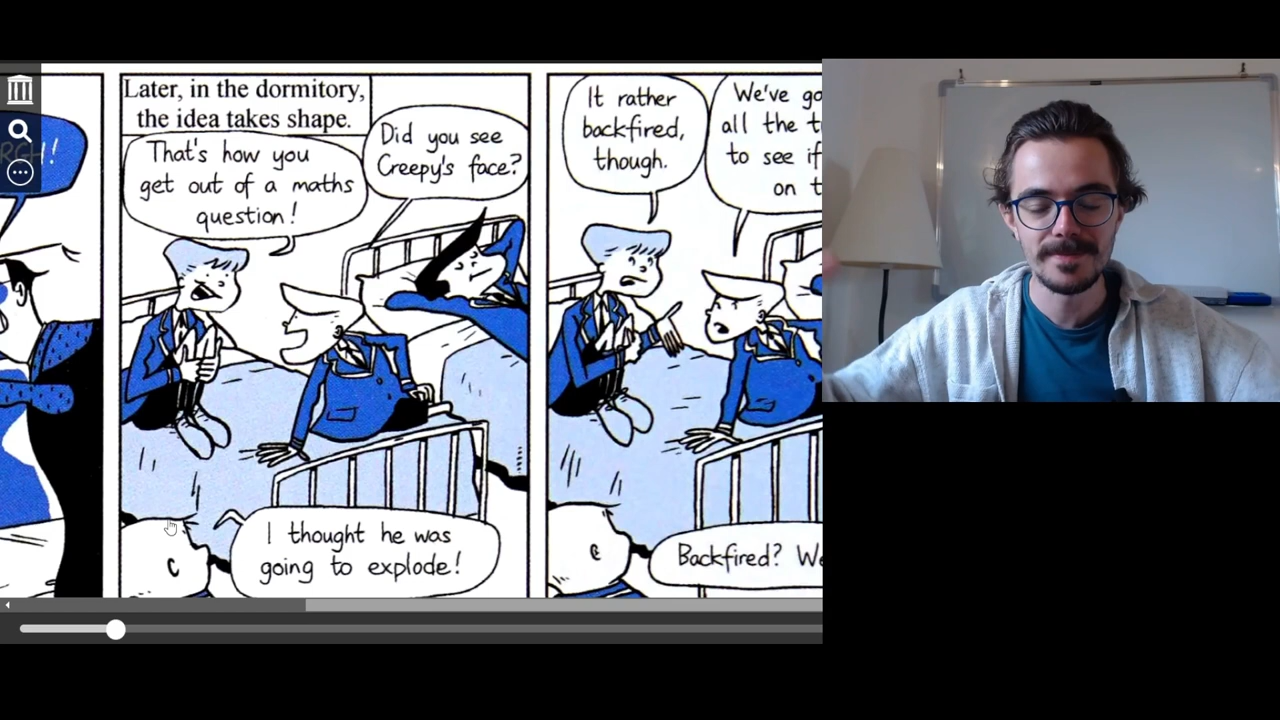 Later, in the dormitory,
the idea takes shape.
That's how you
get out of a maths
question!
Did you see
Creepy's face?
I thought he was
going to explode!
It rather
backfired,
though.
We've go
all the t
to see if
on t
Backfired? We